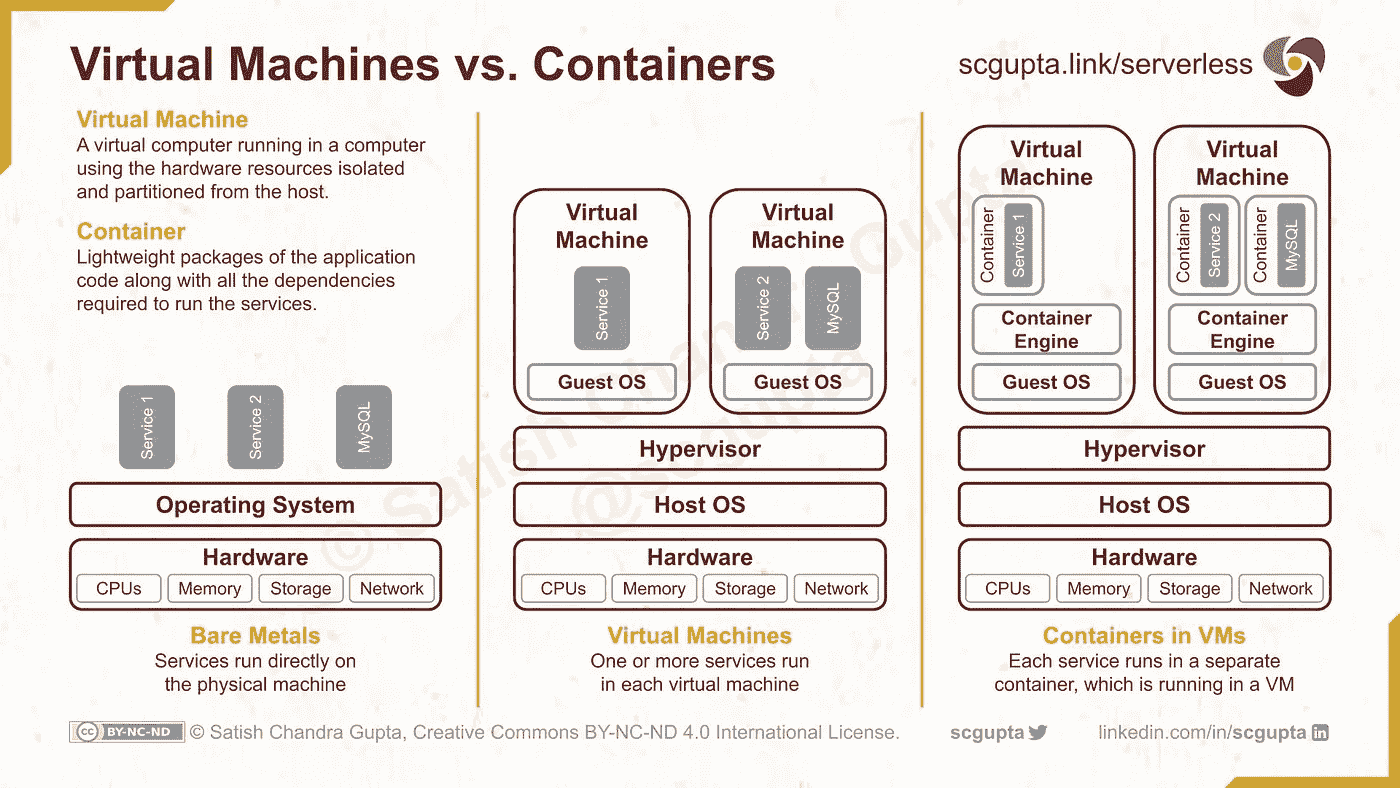 Virtual Machines vs. Containers
scgupta.link/serverless
Virtual Machine
A virtual computer running in a computer
using the hardware resources isolated
and partitioned from the host.
Container
Lightweight packages of the application
code along with all the dependencies
required to run the services.
Service 1
Service 2
MySQL
Operating System
Hardware
CPUs
Memory
Storage
Network
Bare Metals
Services run directly on
the physical machine
Virtual
Machine
Service 1
Guest OS
Virtual
Machine
Service 2
MySQL
Guest OS
Hypervisor
Host OS
Hardware
CPUs
Memory
Storage
Network
Virtual Machines
One or more services run
in each virtual machine
Virtual
Machine
Container
Service 1
Container
Engine
Guest OS
Virtual
Machine
Container
Service 2
Container
MySQL
Container
Engine
Guest OS
Hypervisor
Host OS
Hardware
CPUs
Memory
Storage
Network
Containers in VMs
Each service runs in a separate
container, which is running in a VM
© Satish Chandra Gupta
@scgupta
cc BY-NC-ND © Satish Chandra Gupta, Creative Commons BY-NC-ND 4.0 International License.
scgupta
linkedin.com/in/scgupta in